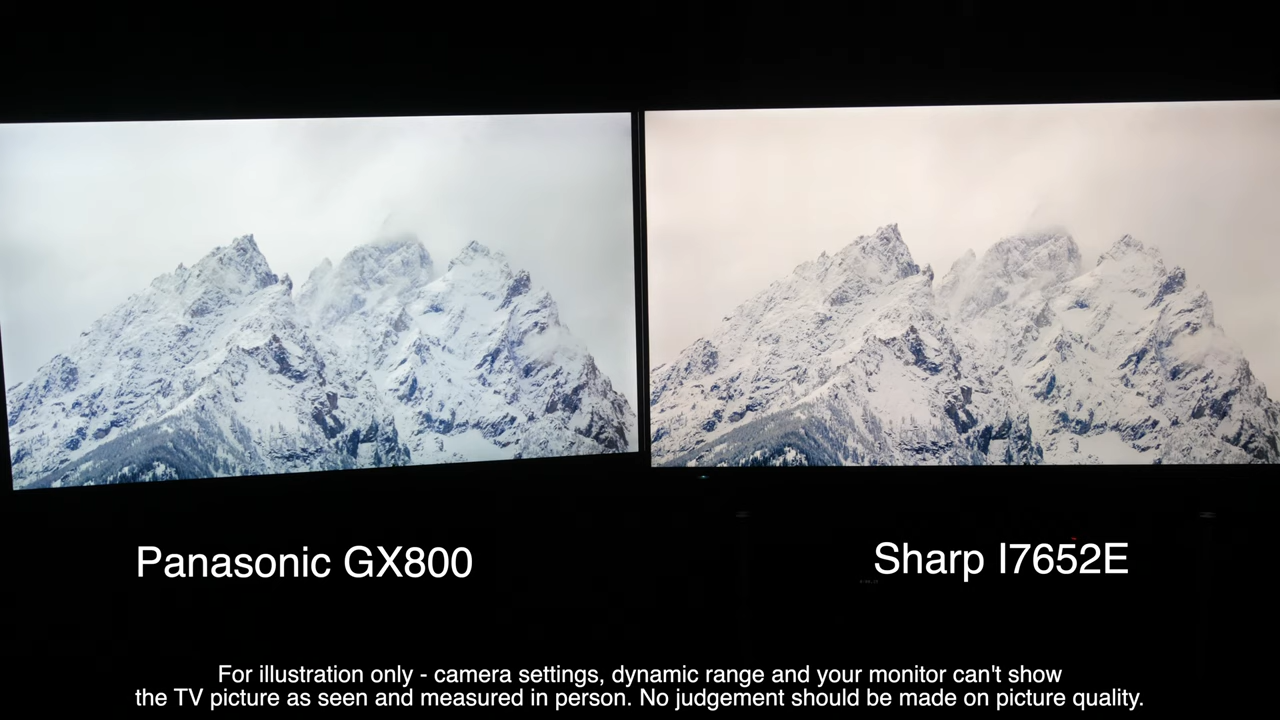 Panasonic GX800
Sharp I7652E
For illustration only - camera settings, dynamic range and your monitor can't show
the TV picture as seen and measured in person. No judgement should be made on picture quality.